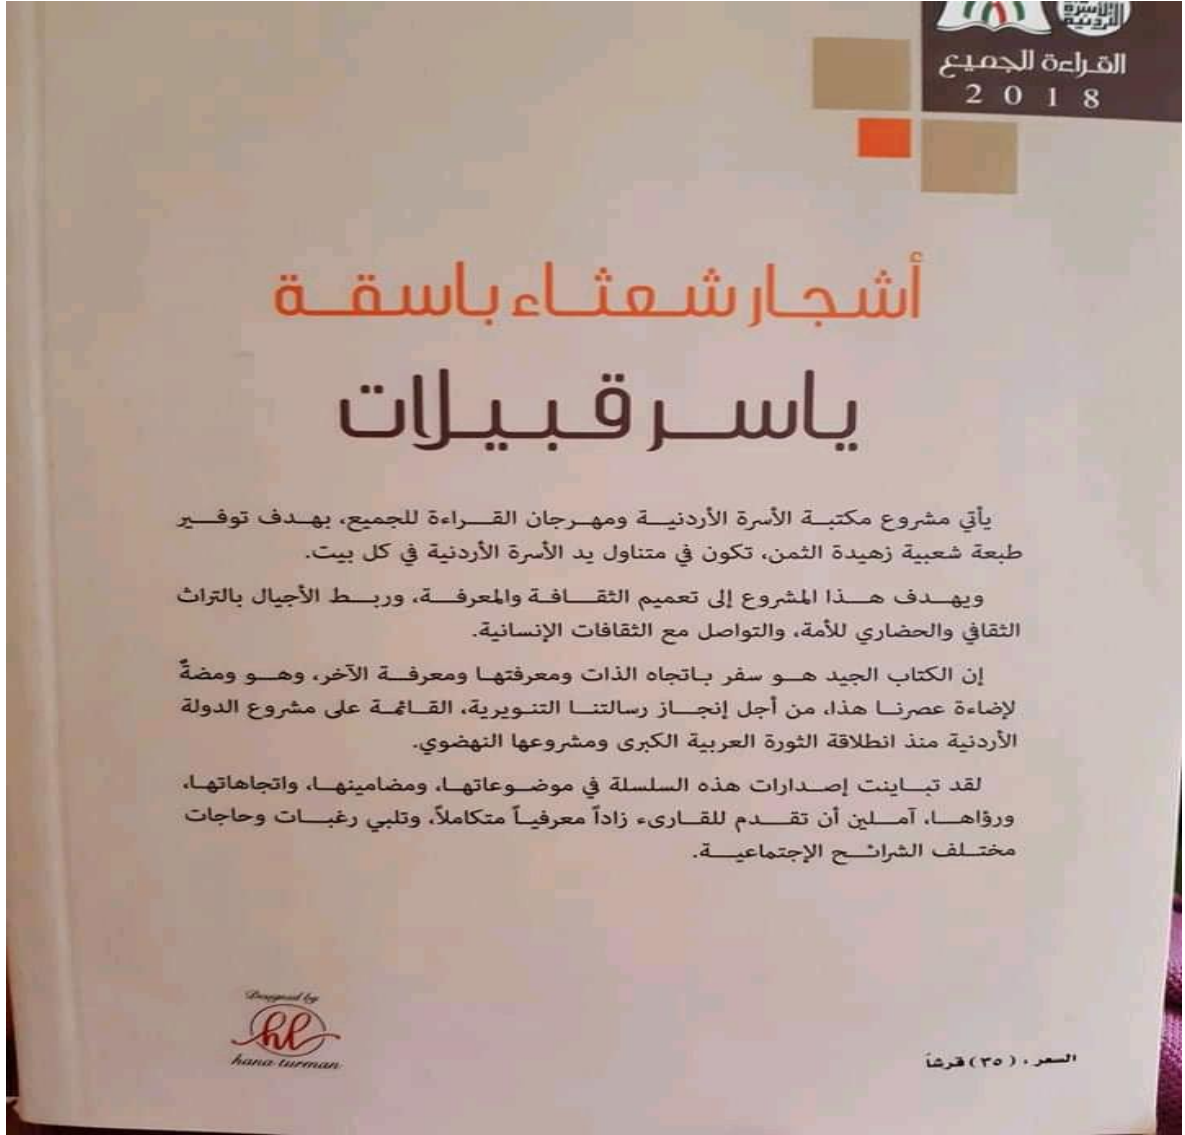 الأسرة
الأردنية
القراءة للجميع
2018
أشجار شعثاء باسقة
ياسر قبيلات
يأتي مشروع مكتبة الأسرة الأردنية ومهرجان القراءة للجميع، بهدف توفير
طبعة شعبية زهيدة الثمن، تكون في متناول يد الأسرة الأردنية في كل بيت.
ويهدف هذا المشروع إلى تعميم الثقافة والمعرفة، وربط الأجيال بالتراث
الثقافي والحضاري للأمة، والتواصل مع الثقافات الإنسانية.
إن الكتاب الجيد هو سفر باتجاه الذات ومعرفتها ومعرفة الآخر، وهو ومضةٌ
لإضاءة عصرنا هذا، من أجل إنجاز رسالتنا التنويرية، القائمة على مشروع الدولة
الأردنية منذ انطلاقة الثورة العربية الكبرى ومشروعها النهضوي.
لقد تباينت إصدارات هذه السلسلة في موضوعاتها، ومضامينها، واتجاهاتها،
ورؤاها، آملين أن تقدم للقارىء زاداً معرفياً متكاملاً، وتلبي رغبات وحاجات
مختلف الشرائح الإجتماعية.
Designed by
hl
hana turman
السعر : (٣٥) قرشاً